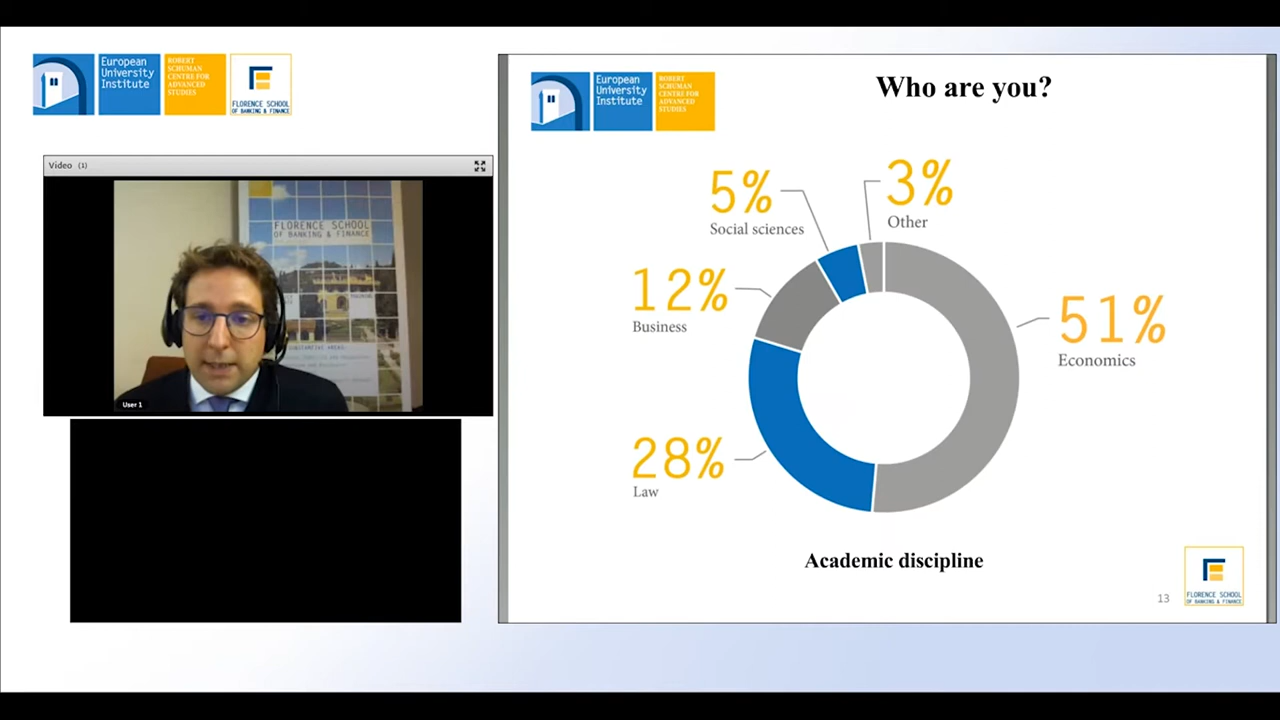 European
University
Institute
ROBERT
SCHUMAN
CENTRE FOR
ADVANCED
STUDIES
FLORENCE SCHOOL
OF BANKING & FINANCE
Video (1)
FLORENCE SCHOOL
OF BANKING & FINANCE
User 1
European
University
Institute
ROBERT
SCHUMAN
CENTRE FOR
ADVANCED
STUDIES
Who are you?
5%
Social sciences
3%
Other
12%
Business
51%
Economics
28%
Law
Academic discipline
13
FLORENCE SCHOOL
OF BANKING & FINANCE